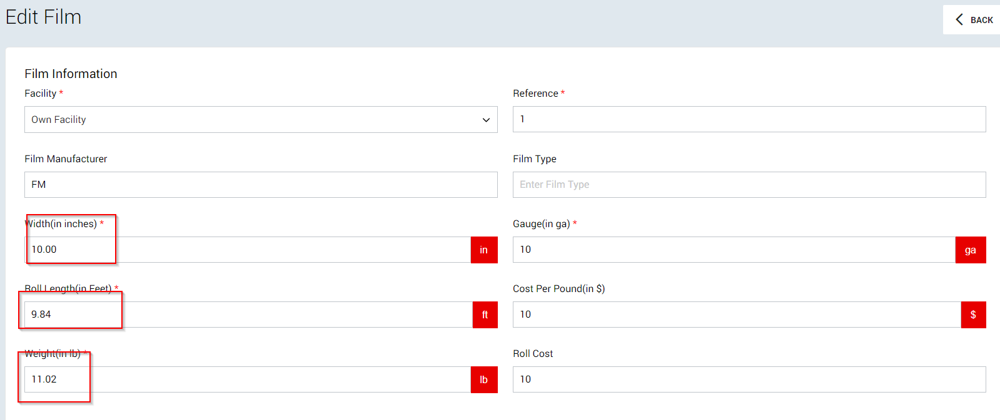 Edit Film
BACK
Film Information
Facility *
Reference *
Own Facility
1
Film Manufacturer
Film Type
FM
Enter Film Type
Width(in inches) *
Gauge(in ga) *
10.00
in
10
ga
Roll Length(in Feet) *
Cost Per Pound(in $)
9.84
ft
10
$
Weight(in lb) *
Roll Cost
11.02
lb
10